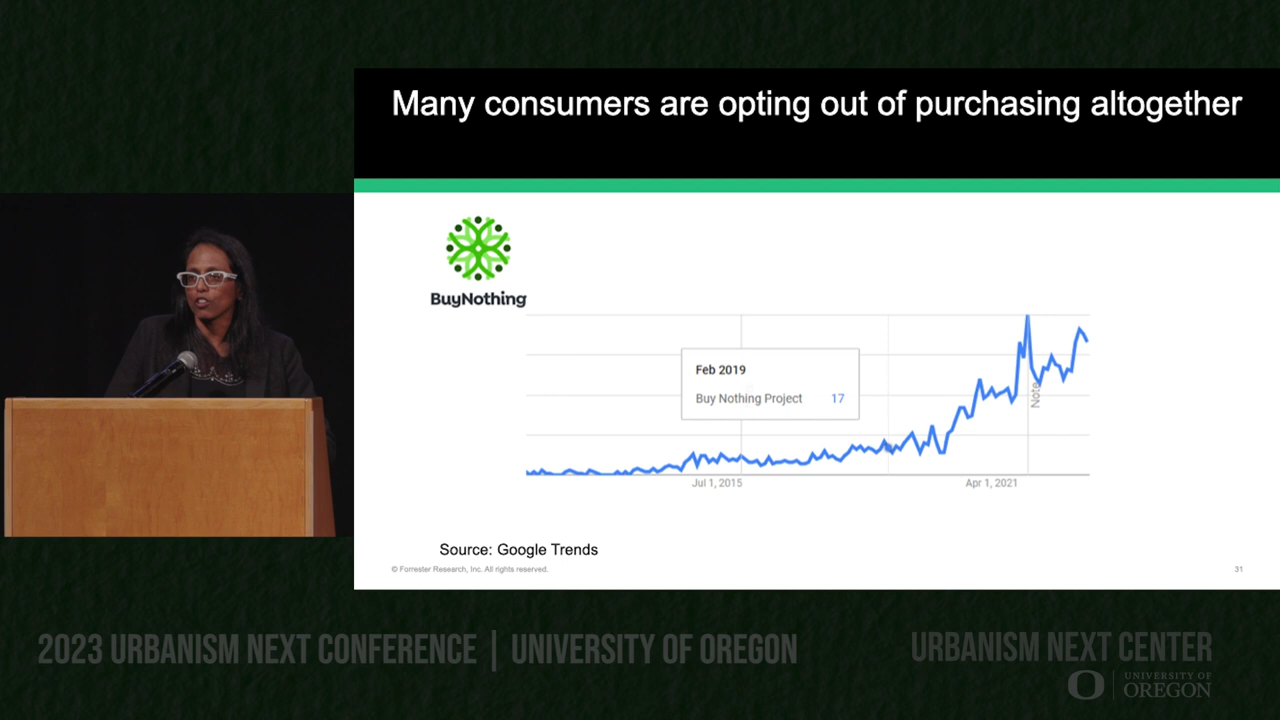 Many consumers are opting out of purchasing altogether
BuyNothing
Feb 2019
Buy Nothing Project 17
Note
Jul 1, 2015
Apr 1, 2021
Source: Google Trends
© Forrester Research, Inc. All rights reserved.
31
2023 URBANISM NEXT CONFERENCE | UNIVERSITY OF OREGON
URBANISM NEXT CENTER
O | UNIVERSITY OF
OREGON